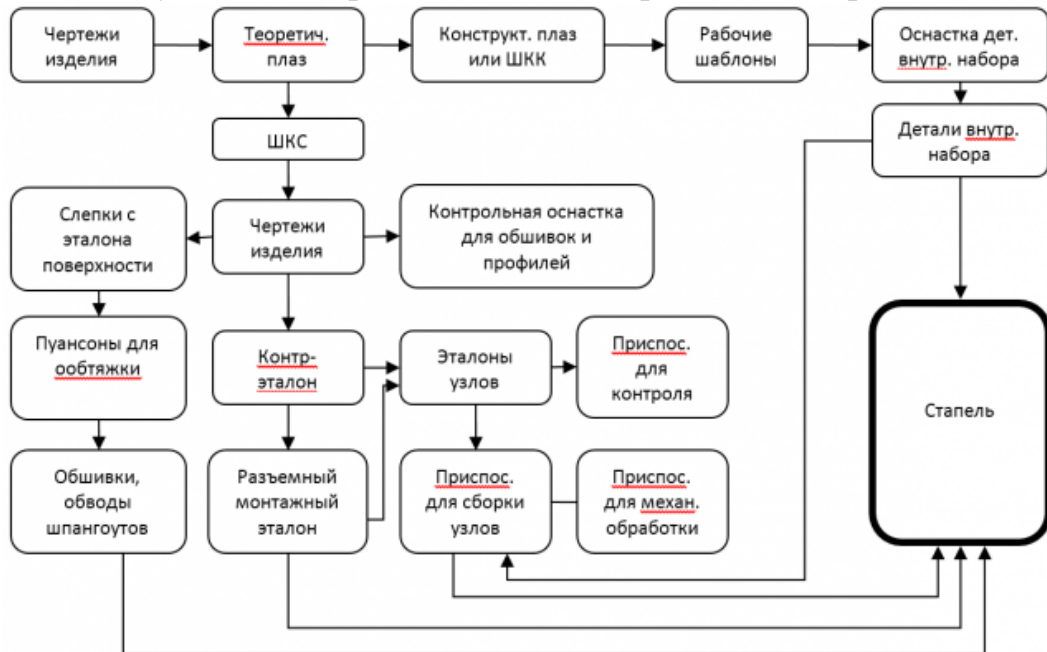 Чертежи
изделия
Теоретич.
плаз
Конструкт. плаз
или ШКК
Рабочие
шаблоны
Оснастка дет.
внутр. набора
ШКС
Детали внутр.
набора
Слепки с
эталона
поверхности
Чертежи
изделия
Контрольная оснастка
для обшивок и
профилей
Пуансоны для
ообтяжки
Контр-
эталон
Эталоны
узлов
Приспос.
для
контроля
Стапель
Обшивки,
обводы
шпангоутов
Разъемный
монтажный
эталон
Приспос.
для сборки
узлов
Приспос.
для механ.
обработки